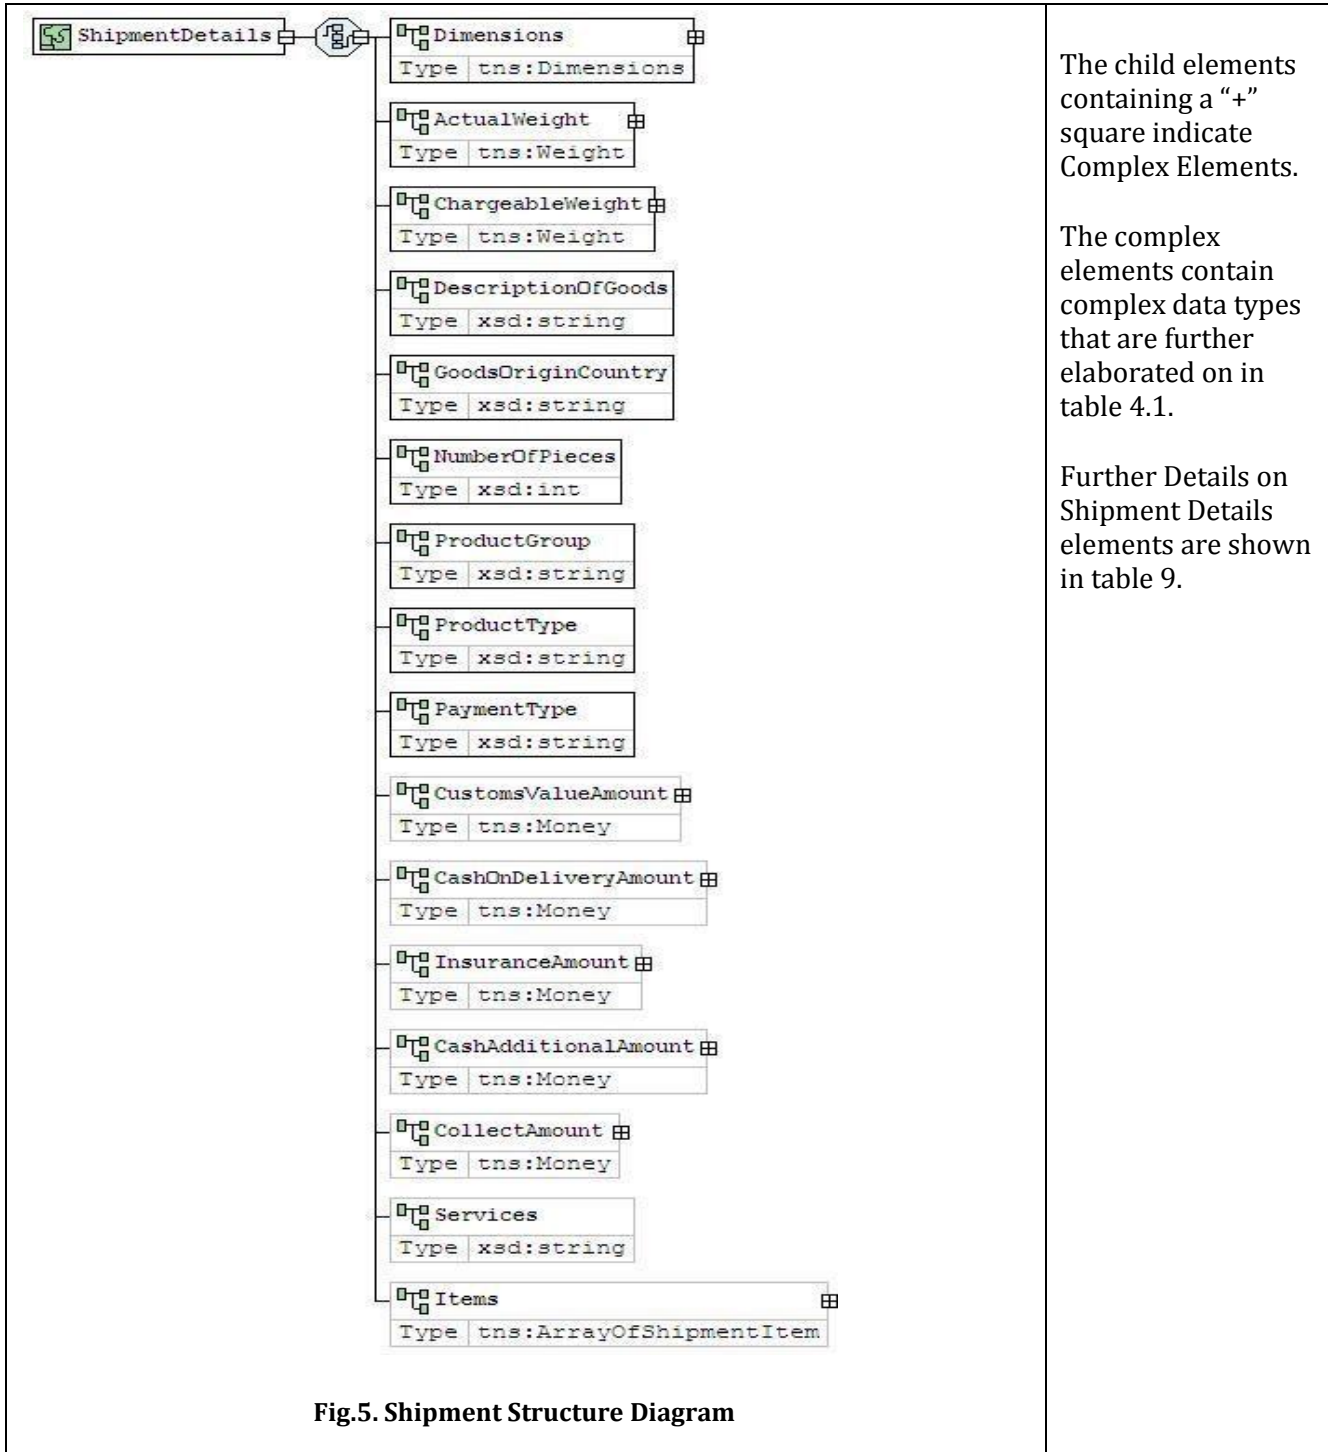 ShipmentDetails
Dimensions
Type tns:Dimensions
ActualWeight
Type tns:Weight
ChargeableWeight
Type tns:Weight
DescriptionOfGoods
Type xsd:string
GoodsOriginCountry
Type xsd:string
NumberOfPieces
Type xsd:int
ProductGroup
Type xsd:string
ProductType
Type xsd:string
PaymentType
Type xsd:string
CustomsValueAmount
Type tns:Money
CashOnDeliveryAmount
Type tns:Money
InsuranceAmount
Type tns:Money
CashAdditionalAmount
Type tns:Money
CollectAmount
Type tns:Money
Services
Type xsd:string
Items
Type tns:ArrayOfShipmentItem
Fig.5. Shipment Structure Diagram
The child elements
containing a “+”
square indicate
Complex Elements.
The complex
elements contain
complex data types
that are further
elaborated on in
table 4.1.
Further Details on
Shipment Details
elements are shown
in table 9.